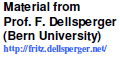 Material from
Prof. F. Dellsperger
(Bern University)
http://fritz.dellsperger.net/